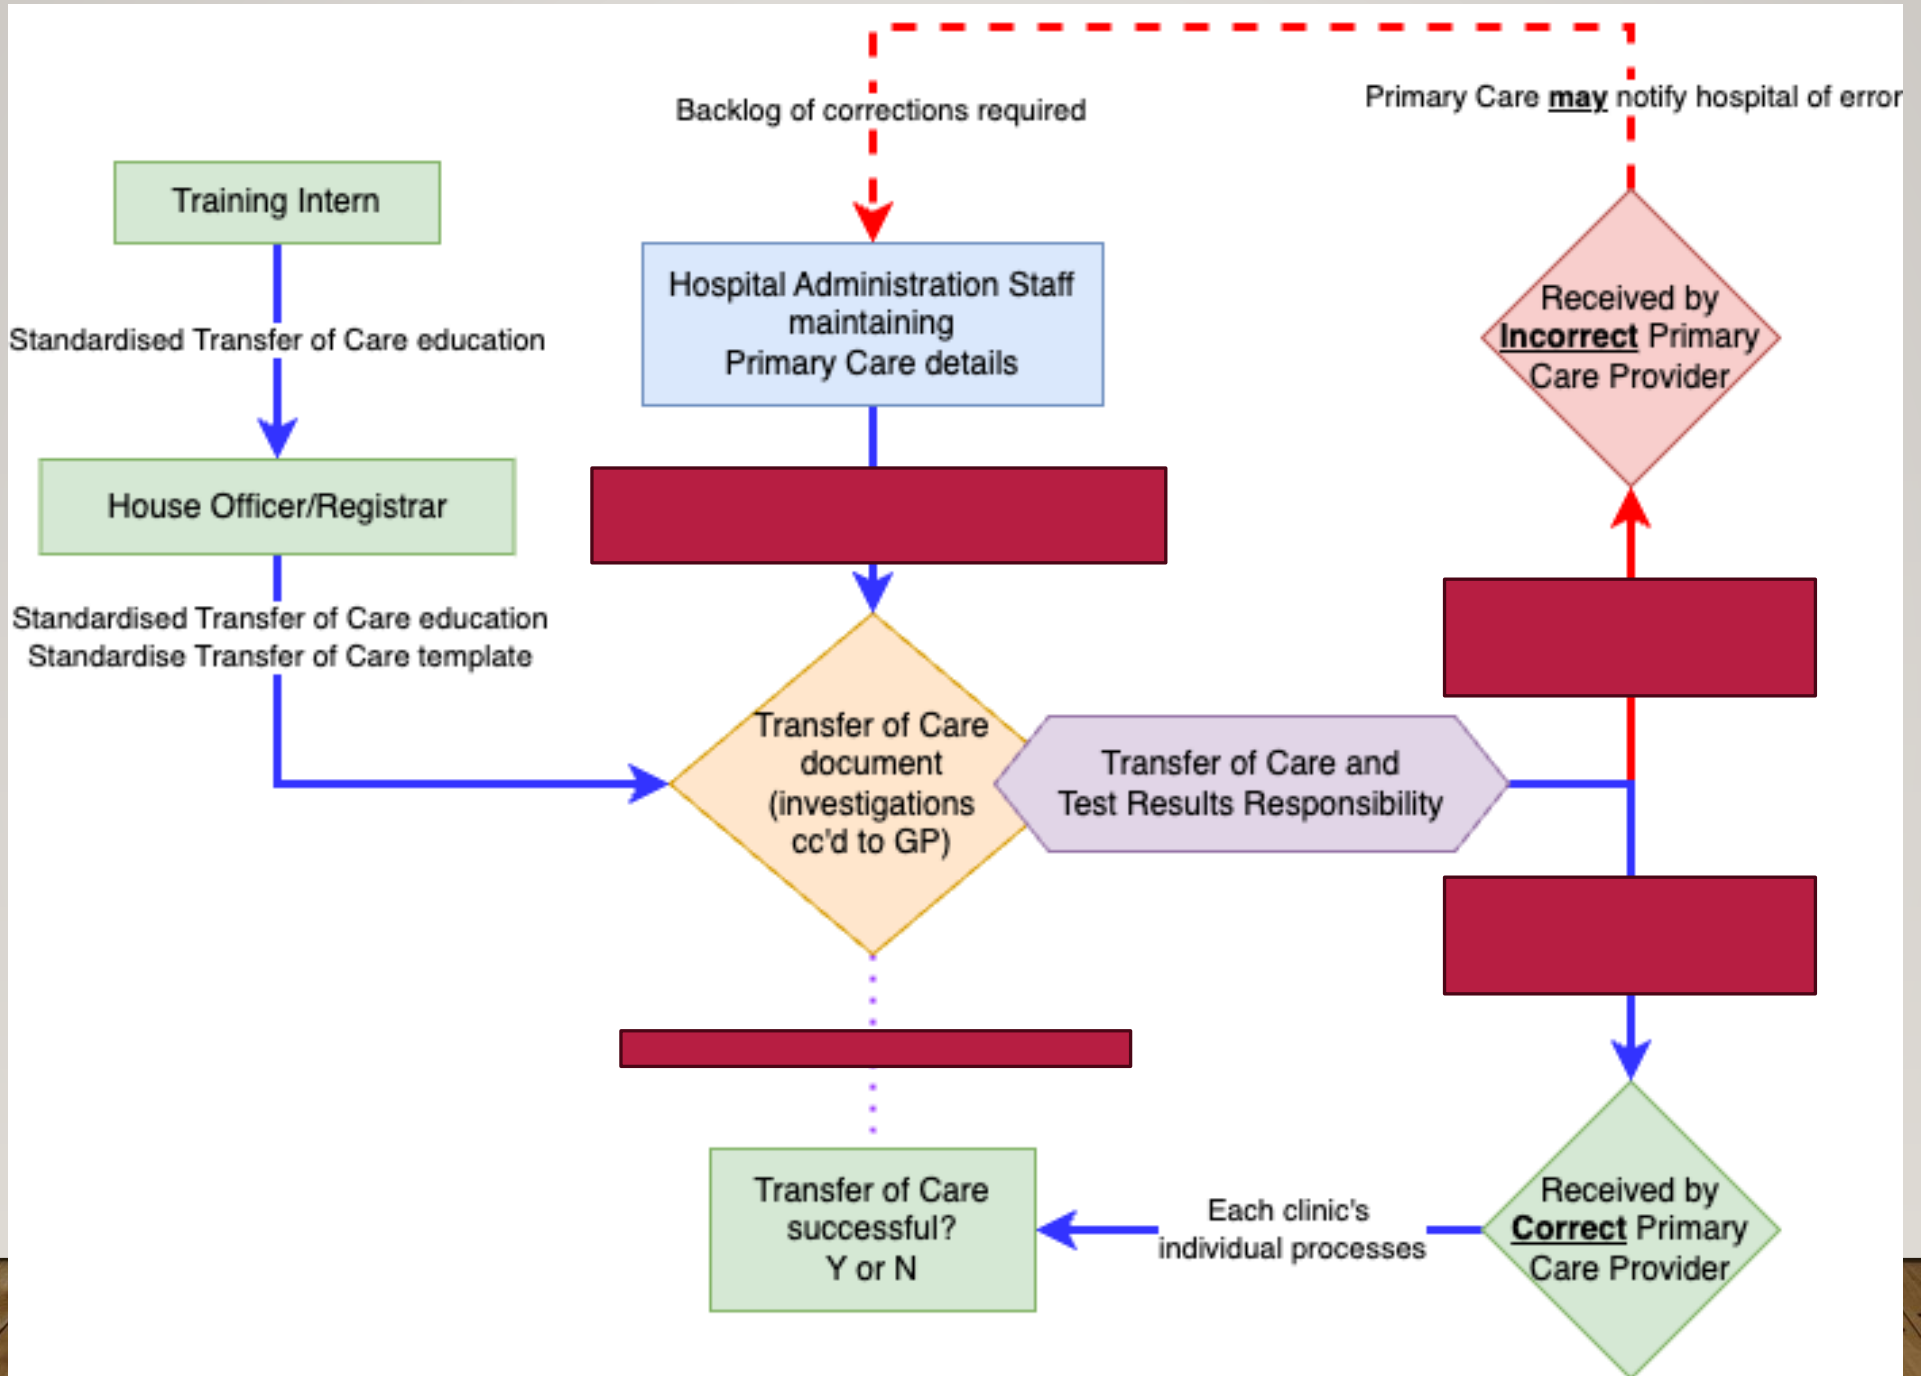 Backlog of corrections required
Primary Care may notify hospital of error
Training Intern
Hospital Administration Staff
maintaining
Primary Care details
Received by
Incorrect Primary
Care Provider
Standardised Transfer of Care education
House Officer/Registrar
Standardised Transfer of Care education
Standardise Transfer of Care template
Transfer of Care
document
(investigations
cc'd to GP)
Transfer of Care and
Test Results Responsibility
Transfer of Care
successful?
Y or N
Each clinic's
individual processes
Received by
Correct Primary
Care Provider